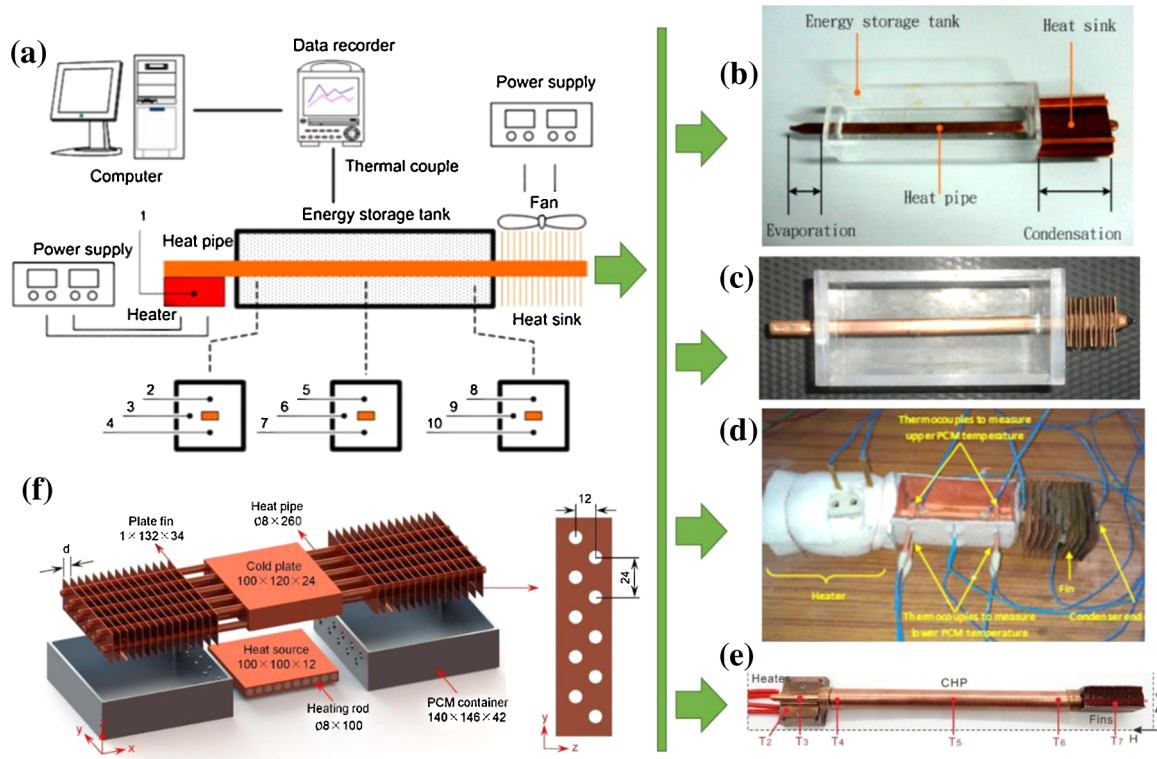 (a)
Data recorder
Power supply
Computer
Thermal couple
1
Energy storage tank
Fan
Power supply
Heat pipe
Heater
Heat sink
2
3
4
5
6
7
8
9
10
(b)
Energy storage tank
Heat sink
Heat pipe
Evaporation
Condensation
(c)
(d)
Thermocouples to measure
upper PCM temperature
Heater
Fin
Thermocouples to measure
lower PCM temperature
Condenser end
(e)
Heates
CHP
Fins
T2
T3
T4
T5
T6
T7
H
(f)
Plate fin
1×132×34
Heat pipe
ø8×260
d
Cold plate
100×120×24
Heat source
100×100×12
Heating rod
ø8×100
PCM container
140×146×42
z
y
x
12
24
y
z